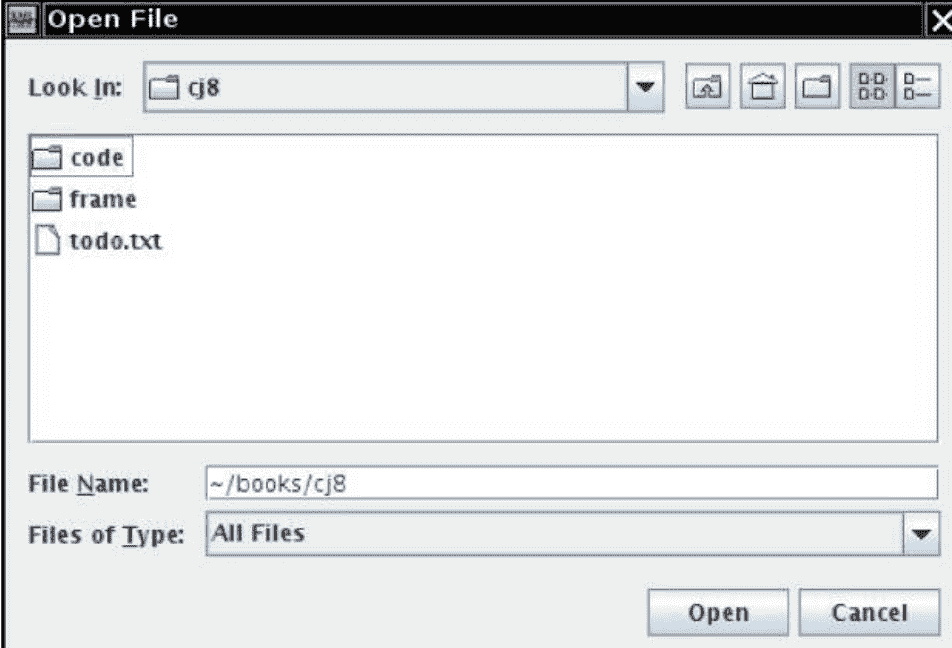 Open File
Look In: cj8
code
frame
todo.txt
File Name: ~/books/cj8
Files of Type: All Files
Open Cancel